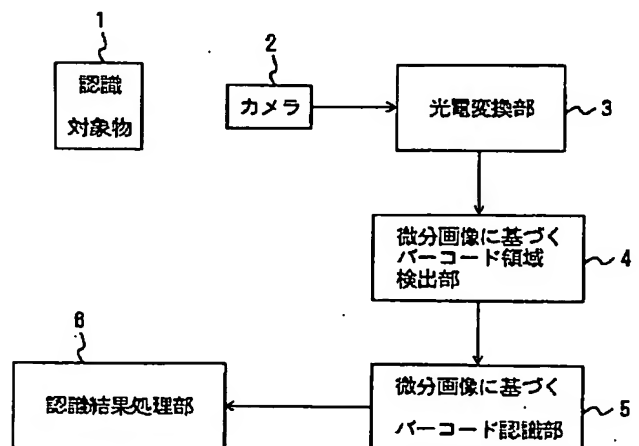 1
認識
対象物
2
カメラ
光電変換部
3
微分画像に基づく
バーコード領域
検出部
4
6
認識結果処理部
微分画像に基づく
バーコード認識部
5